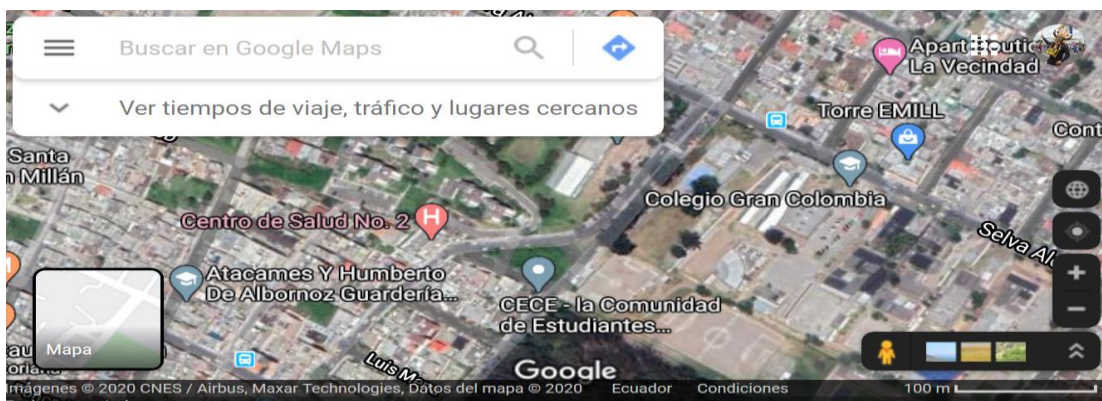 Buscar en Google Maps
Ver tiempos de viaje, tráfico y lugares cercanos
La Vecindad
Torre EMILL
Cont
Santa
n Millán
Colegio Gran Colombia
Centro de Salud No. 2
H
Selva Al
Atacames Y Humberto
De Albornoz Guardería...
CECE - la Comunidad
de Estudiantes...
Mapa
Luis M
Google
Imágenes © 2020 CNES / Airbus, Maxar Technologies, Datos del mapa © 2020 Ecuador Condiciones 100 m